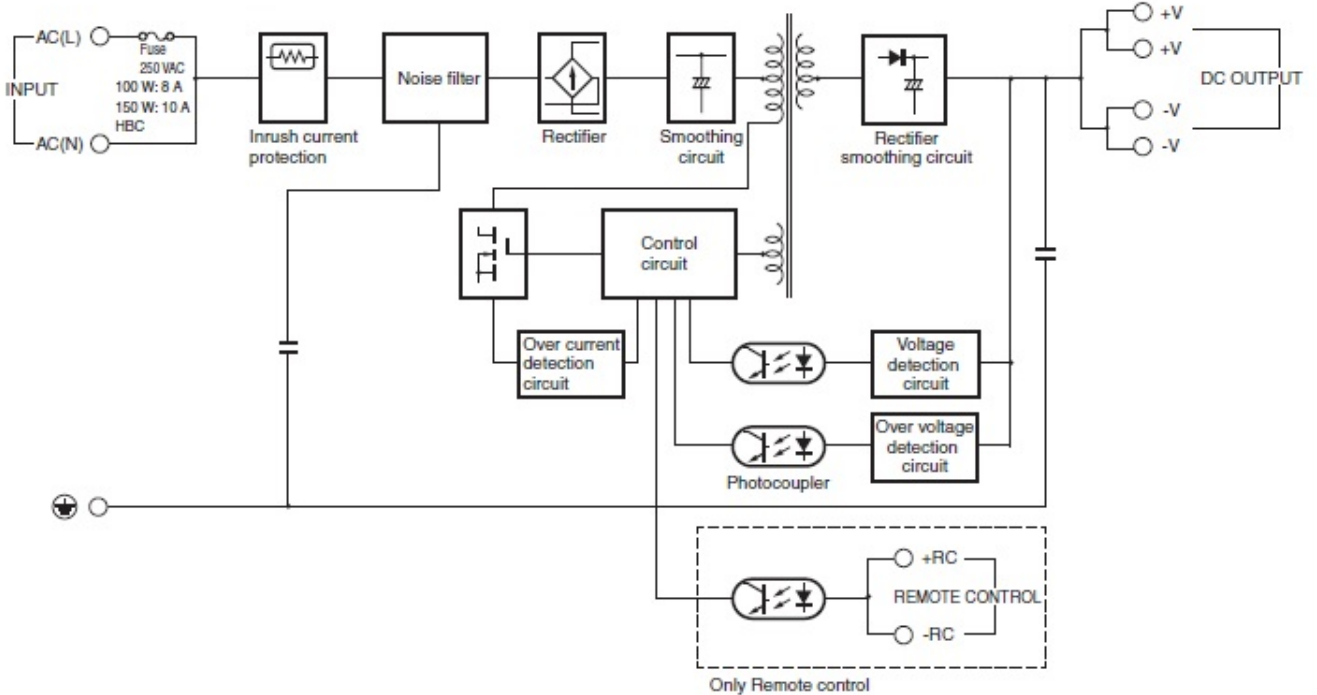 AC(L)
Fuse
250 VAC
100 W: 8 A
150 W: 10 A
HBC
INPUT
AC(N)
Inrush current
protection
Noise filter
Rectifier
Smoothing
circuit
Rectifier
smoothing circuit
+V
+V
DC OUTPUT
-V
-V
Control
circuit
Over current
detection
circuit
Voltage
detection
circuit
Over voltage
detection
circuit
Photocoupler
+RC
REMOTE CONTROL
-RC
Only Remote control